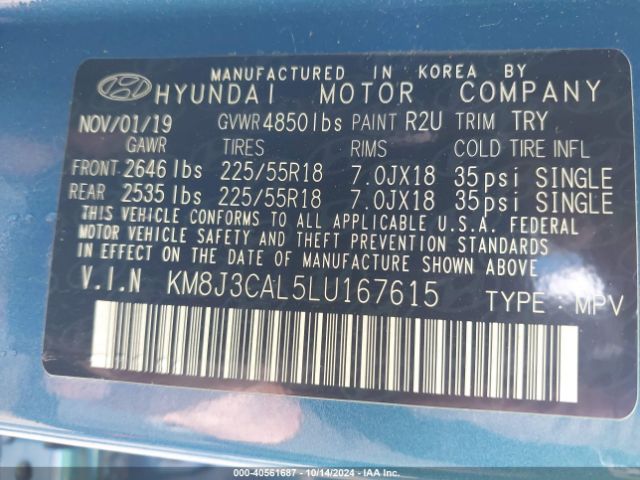 MANUFACTURED IN KOREA BY
HYUNDAI MOTOR COMPANY
NOV/01/19 GVWR 4850lbs PAINT R2U TRIM TRY
GAWR TIRES RIMS COLD TIRE INFL
FRONT 2646 lbs 225/55R18 7.0JX18 35psi SINGLE
REAR 2535 lbs 225/55R18 7.0JX18 35psi SINGLE
THIS VEHICLE CONFORMS TO ALL APPLICABLE U.S.A. FEDERAL
MOTOR VEHICLE SAFETY AND THEFT PREVENTION STANDARDS
IN EFFECT ON THE DATE OF MANUFACTURE SHOWN ABOVE
V.I.N KM8J3CAL5LU167615 TYPE : MPV
000-40561687 - 10/14/2024 - IAA Inc.